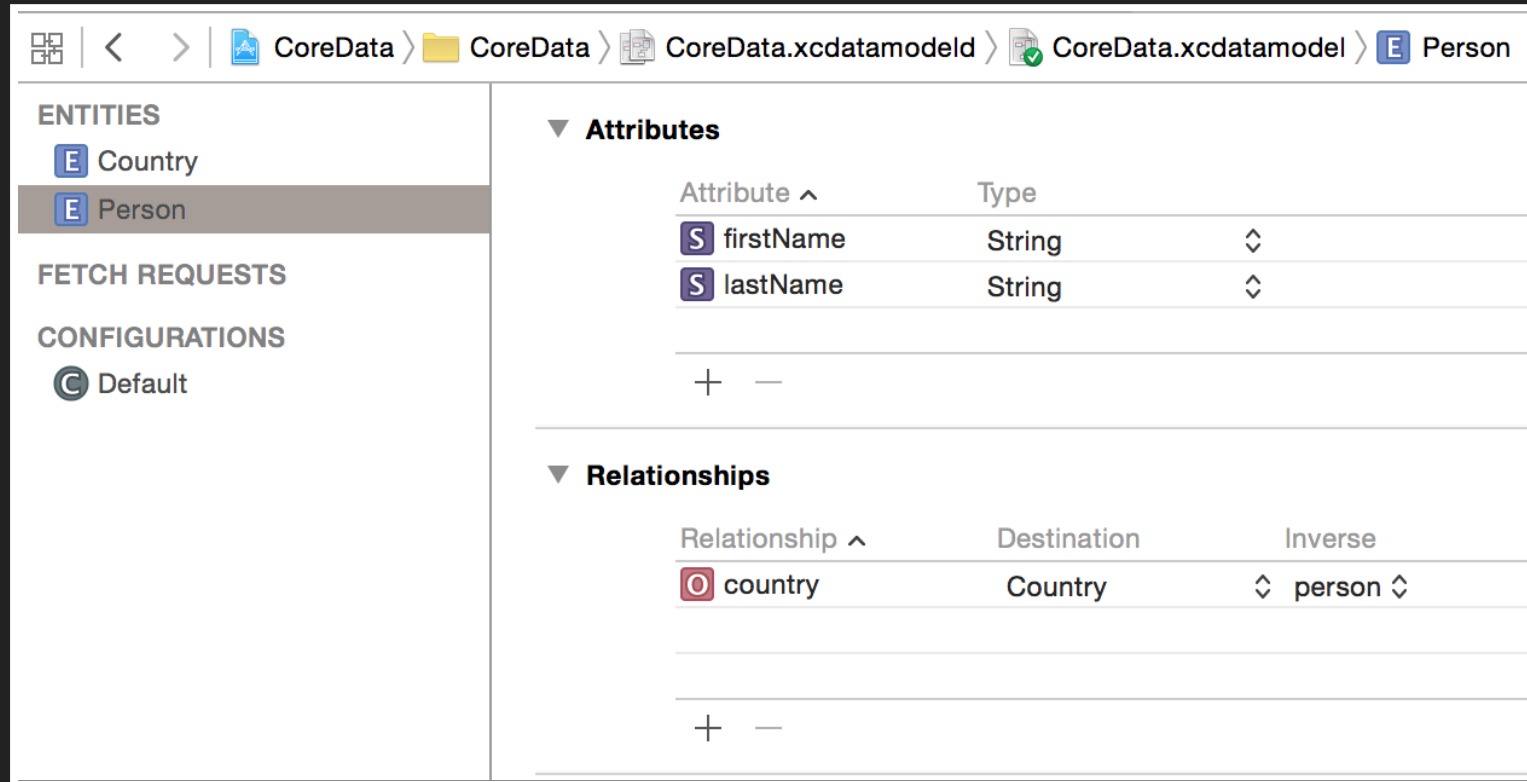 CoreData CoreData CoreData.xcdatamodeld CoreData.xcdatamodel E Person
ENTITIES
E Country
E Person
FETCH REQUESTS
CONFIGURATIONS
C Default
Attributes
Attribute Type
S firstName String
S lastName String
+ −
Relationships
Relationship Destination Inverse
O country Country person
+ −